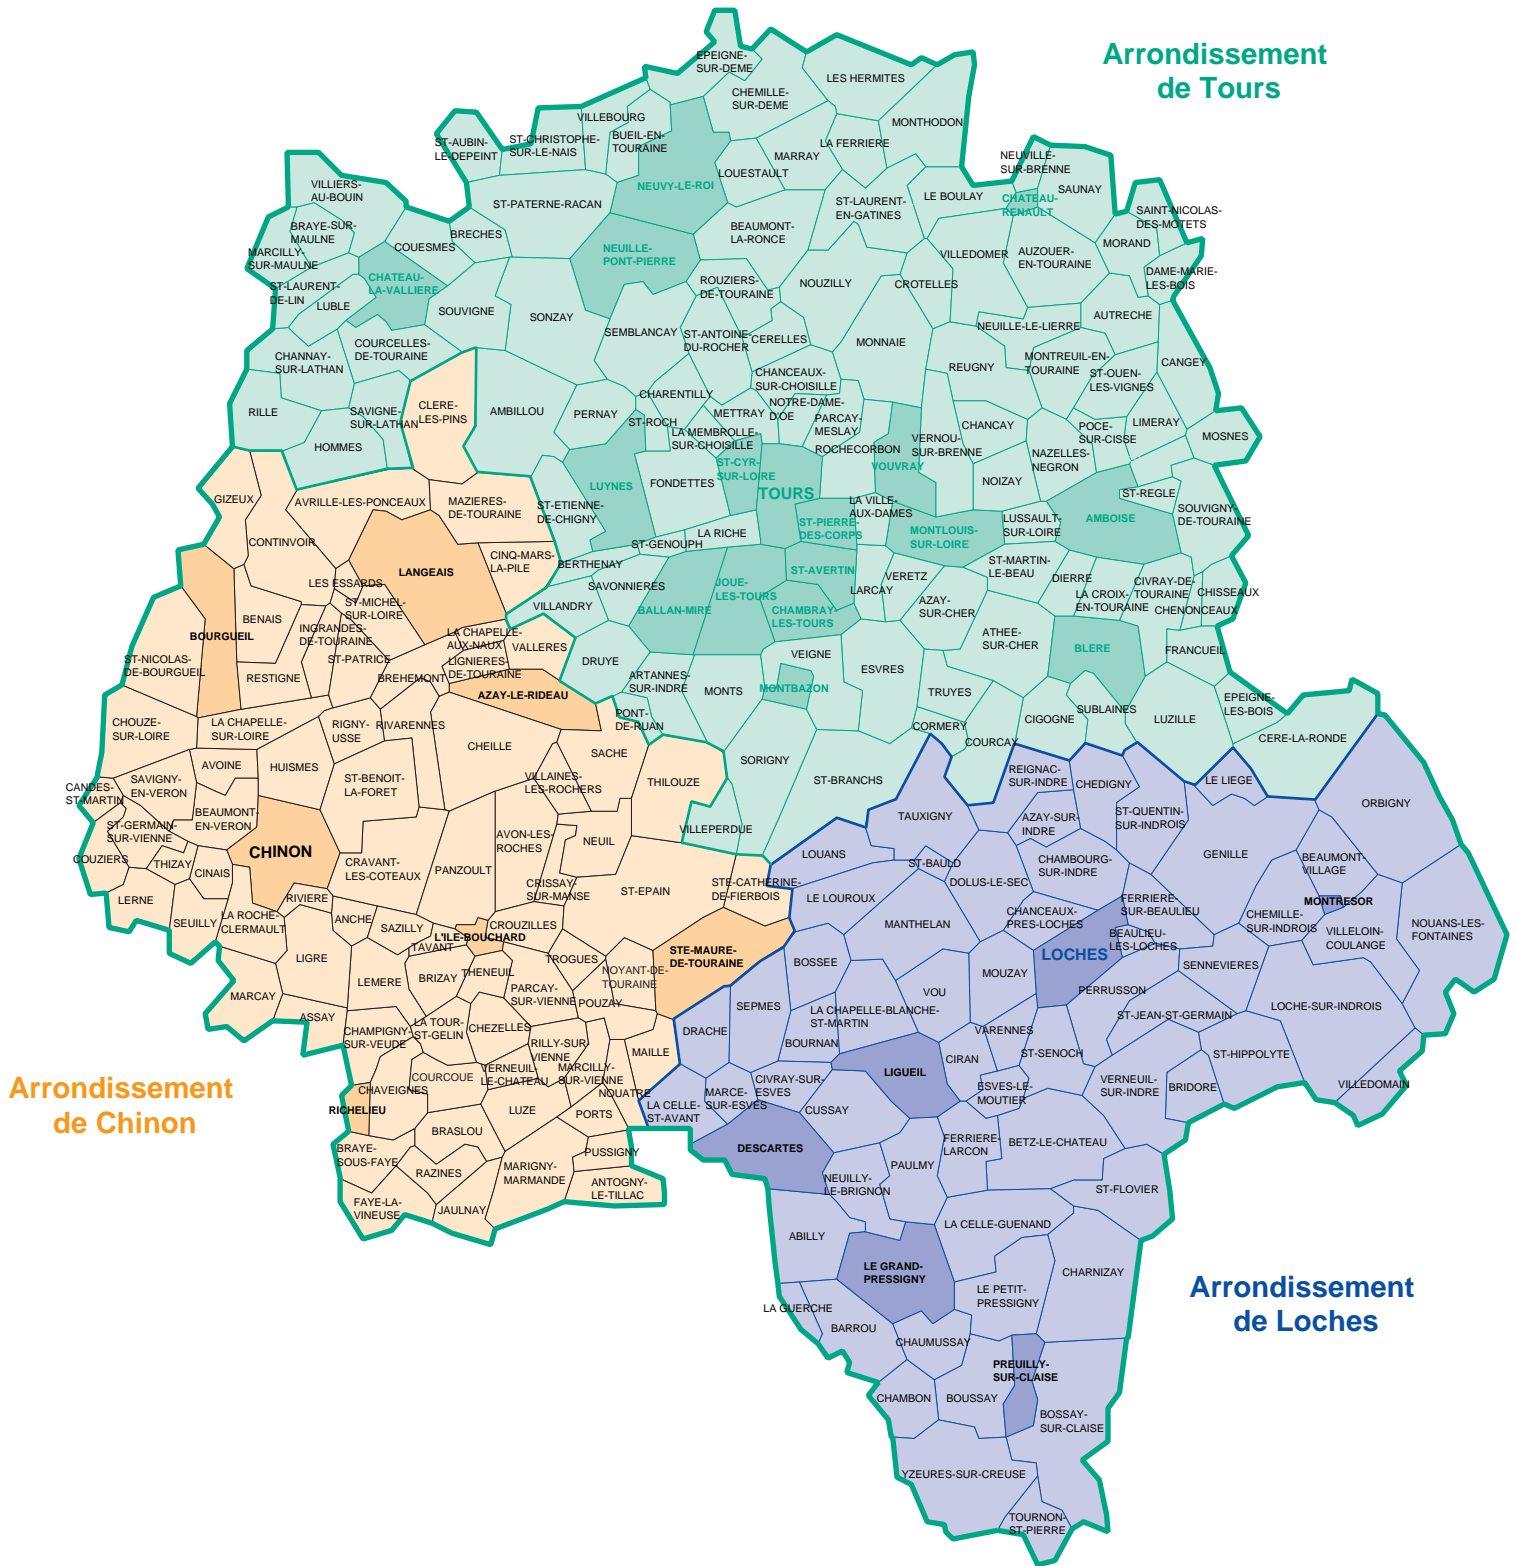 Arrondissement
de Tours
EPEIGNE-
SUR-DEME
LES HERMITES
CHEMILLE-
SUR-DEME
MONTHODON
VILLEBOURG
ST-CHRISTOPHE-
SUR-LE-NAIS
BUEIL-EN-
TOURAINE
ST-AUBIN-
LE-DEPEINT
LA FERRIERE
MARRAY
LOUESTAULT
NEUVY-LE-ROI
NEUVILLE-
SUR-BRENNE
SAUNAY
CHATEAU-
RENAULT
LE BOULAY
ST-LAURENT-
EN-GATINES
SAINT-NICOLAS-
DES-MOTETS
VILLIERS-
AU-BOUIN
ST-PATERNE-RACAN
BRAYE-SUR-
MAULNE
BRECHES
COUESMES
BEAUMONT-
LA-RONCE
MORAND
AUZOUER-
EN-TOURAINE
VILLEDOMER
MARCILLY-
SUR-MAULNE
NEUILLE-
PONT-PIERRE
DAME-MARIE-
LES-BOIS
CHATEAU-
LA-VALLIERE
ST-LAURENT-
DE-LIN
LUBLE
ROUZIERS-
DE-TOURAINE
NOUZILLY
CROTELLES
SOUVIGNE
SONZAY
AUTRECHE
NEUILLE-LE-LIERRE
SEMBLANCAY
ST-ANTOINE-
DU-ROCHER
CERELLES
MONNAIE
COURCELLES-
DE-TOURAINE
CHANNAY-
SUR-LATHAN
REUGNY
MONTREUIL-EN-
TOURAINE
CANGEY
ST-OUEN-
LES-VIGNES
CHANCEAUX-
SUR-CHOISILLE
CHARENTILLY
CLERE-
LES-PINS
RILLE
SAVIGNE-
SUR-LATHAN
AMBILLOU
PERNAY
ST-ROCH
METTRAY
NOTRE-DAME-
D'OE
PARCAY-
MESLAY
CHANCAY
POCE-
SUR-CISSE
LIMERAY
MOSNES
HOMMES
LA MEMBROLLE-
SUR-CHOISILLE
ROCHECORBON
VERNOU-
SUR-BRENNE
NAZELLES-
NEGRON
VOUVRAY
ST-CYR-
SUR-LOIRE
FONDETTES
LUYNES
TOURS
NOIZAY
ST-REGLE
SOUVIGNY-
DE-TOURAINE
GIZEUX
AVRILLE-LES-PONCEAUX
MAZIERES-
DE-TOURAINE
ST-ETIENNE-
DE-CHIGNY
LA VILLE-
AUX-DAMES
AMBOISE
LUSSAULT-
SUR-LOIRE
ST-PIERRE-
DES-CORPS
MONTLOUIS-
SUR-LOIRE
LA RICHE
ST-GENOUPH
CONTINVOIR
CINQ-MARS-
LA-PILE
BERTHENAY
LANGEAIS
ST-AVERTIN
ST-MARTIN-
LE-BEAU
DIERRE
LES ESSARDS
SAVONNIERES
JOUE-
LES-TOURS
VERETZ
LARCAY
CIVRAY-DE-
TOURAINE
CHISSEAUX
LA CROIX-
EN-TOURAINE
CHENONCEAUX
VILLANDRY
BALLAN-MIRE
CHAMBRAY-
LES-TOURS
AZAY-
SUR-CHER
ST-MICHEL-
SUR-LOIRE
BENAIS
INGRANDES-
DE-TOURAINE
BOURGUEIL
LA CHAPELLE-
AUX-NAUX
VALLERES
ATHEE-
SUR-CHER
BLERE
FRANCUEIL
ST-NICOLAS-
DE-BOURGUEIL
ST-PATRICE
LIGNIERES-
DE-TOURAINE
DRUYE
VEIGNE
ESVRES
RESTIGNE
BREHEMONT
AZAY-LE-RIDEAU
ARTANNES-
SUR-INDRE
MONTS
MONTBAZON
TRUYES
SUBLAINES
EPEIGNE-
LES-BOIS
LUZILLE
CIGOGNE
PONT-
DE-RUAN
CORMERY
COURCAY
CERE-LA-RONDE
CHOUZE-
SUR-LOIRE
LA CHAPELLE-
SUR-LOIRE
RIGNY-
USSE
RIVARENNES
CHEILLE
SACHE
AVOINE
HUISMES
SORIGNY
ST-BRANCHS
THILOUZE
VILLAINES-
LES-ROCHERS
ST-BENOIT-
LA-FORET
SAVIGNY-
EN-VERON
CANDES-
ST-MARTIN
REIGNAC-
SUR-INDRE
CHEDIGNY
LE LIEGE
ORBIGNY
BEAUMONT-
EN-VERON
TAUXIGNY
AZAY-SUR-
INDRE
ST-QUENTIN-
SUR-INDROIS
ST-GERMAIN-
SUR-VIENNE
VILLEPERDUE
AVON-LES-
ROCHES
NEUIL
CHINON
COUZIERS
THIZAY
CINAIS
LOUANS
ST-BAULD
GENILLE
BEAUMONT-
VILLAGE
CHAMBOURG-
SUR-INDRE
CRAVANT-
LES-COTEAUX
PANZOULT
CRISSAY-
SUR-MANSE
ST-EPAIN
STE-CATHERINE-
DE-FIERBOIS
DOLUS-LE-SEC
LE LOUROUX
LERNE
RIVIERE
FERRIERE-
SUR-BEAULIEU
MONTRESOR
SEUILLY
LA ROCHE-
CLERMAULT
ANCHE
SAZILLY
CROUZILLES
L'ILE-BOUCHARD
MANTHELAN
CHANCEAUX-
PRES-LOCHES
BEAULIEU-
LES-LOCHES
CHEMILLE-
SUR-INDROIS
VILLELOIN-
COULANGE
NOUANS-LES-
FONTAINES
TAVANT
LOCHES
STE-MAURE-
DE-TOURAINE
LIGRE
TROGUES
BOSSEE
SENNEVIERES
MOUZAY
LEMERE
BRIZAY
THENEUIL
NOYANT-DE-
TOURAINE
MARCAY
PARCAY-
SUR-VIENNE
POUZAY
VOU
PERRUSSON
LOCHE-SUR-INDROIS
SEPMES
ASSAY
LA CHAPELLE-BLANCHE-
ST-MARTIN
ST-JEAN-ST-GERMAIN
CHAMPIGNY-
SUR-VEUDE
LA TOUR-
ST-GELIN
CHEZELLES
DRACHE
BOURNAN
VARENNES
RILLY-SUR-
VIENNE
MAILLE
CIRAN
ST-SENOCH
ST-HIPPOLYTE
VERNEUIL-
LE-CHATEAU
MARCILLY-
SUR-VIENNE
LIGUEIL
COURCOUE
CHAVEIGNES
NOUATRE
MARCE-
SUR-ESVES
CIVRAY-SUR-
ESVES
ESVES-LE-
MOUTIER
VERNEUIL-
SUR-INDRE
BRIDORE
VILLEDOMAIN
Arrondissement
de Chinon
RICHELIEU
LUZE
PORTS
LA CELLE-
ST-AVANT
CUSSAY
BRASLOU
BRAYE-
SOUS-FAYE
PUSSIGNY
DESCARTES
FERRIERE-
LARCON
BETZ-LE-CHATEAU
RAZINES
MARIGNY-
MARMANDE
PAULMY
NEUILLY-
LE-BRIGNON
ANTOGNY-
LE-TILLAC
ST-FLOVIER
FAYE-LA-
VINEUSE
JAULNAY
ABILLY
LA CELLE-GUENAND
LE GRAND-
PRESSIGNY
CHARNIZAY
LE PETIT-
PRESSIGNY
Arrondissement
de Loches
LA GUERCHE
BARROU
CHAUMUSSAY
PREUILLY-
SUR-CLAISE
CHAMBON
BOUSSAY
BOSSAY-
SUR-CLAISE
YZEURES-SUR-CREUSE
TOURNON-
ST-PIERRE